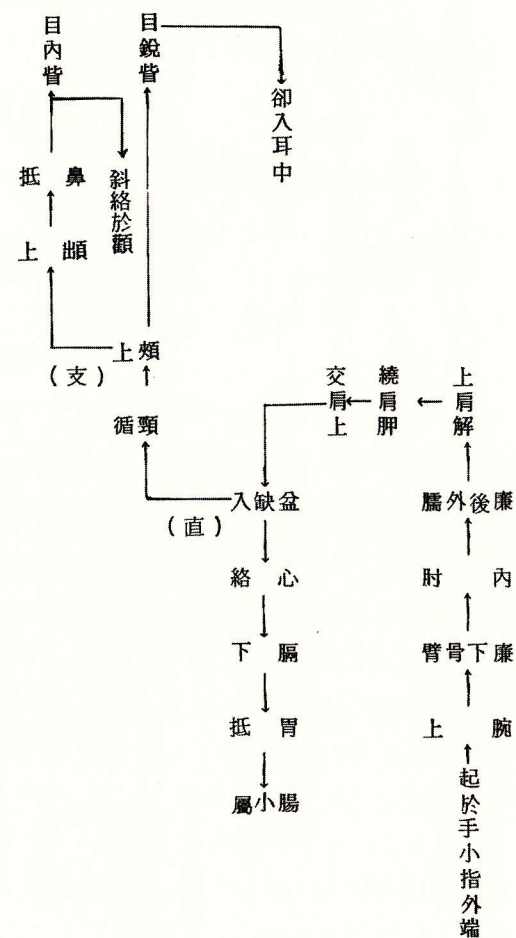 起於手小指外端
上腕
臂骨下廉
肘內
臑外後廉
上肩解
繞肩胛
交肩上
入缺盆
絡心
下膈
抵胃
屬小腸
(直)
循頸
上頰
目銳眥
卻入耳中
(支)
上䪼
抵鼻
目內眥
斜絡於顴